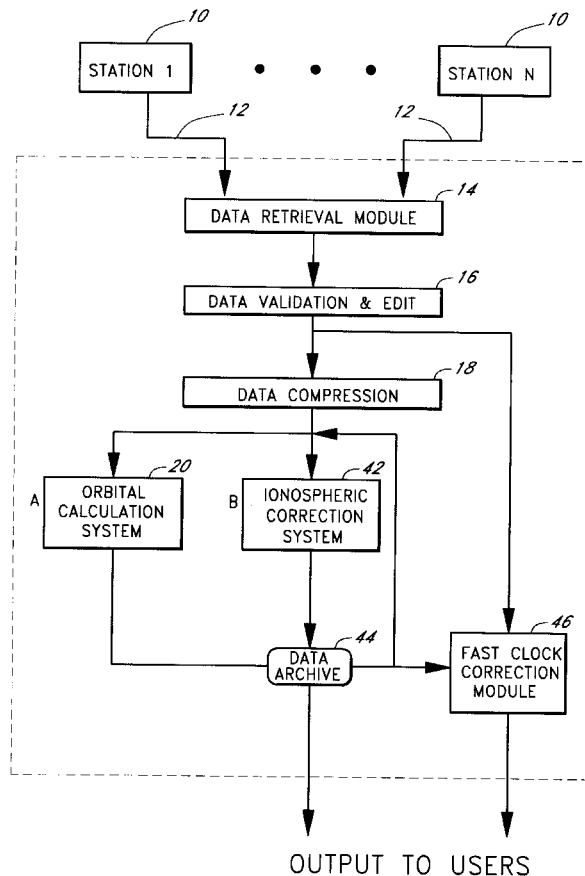 10
10
STATION 1
STATION N
12
12
14
DATA RETRIEVAL MODULE
16
DATA VALIDATION & EDIT
18
DATA COMPRESSION
20
42
A
ORBITAL
CALCULATION
SYSTEM
B
IONOSPHERIC
CORRECTION
SYSTEM
44
DATA
ARCHIVE
46
FAST CLOCK
CORRECTION
MODULE
OUTPUT TO USERS